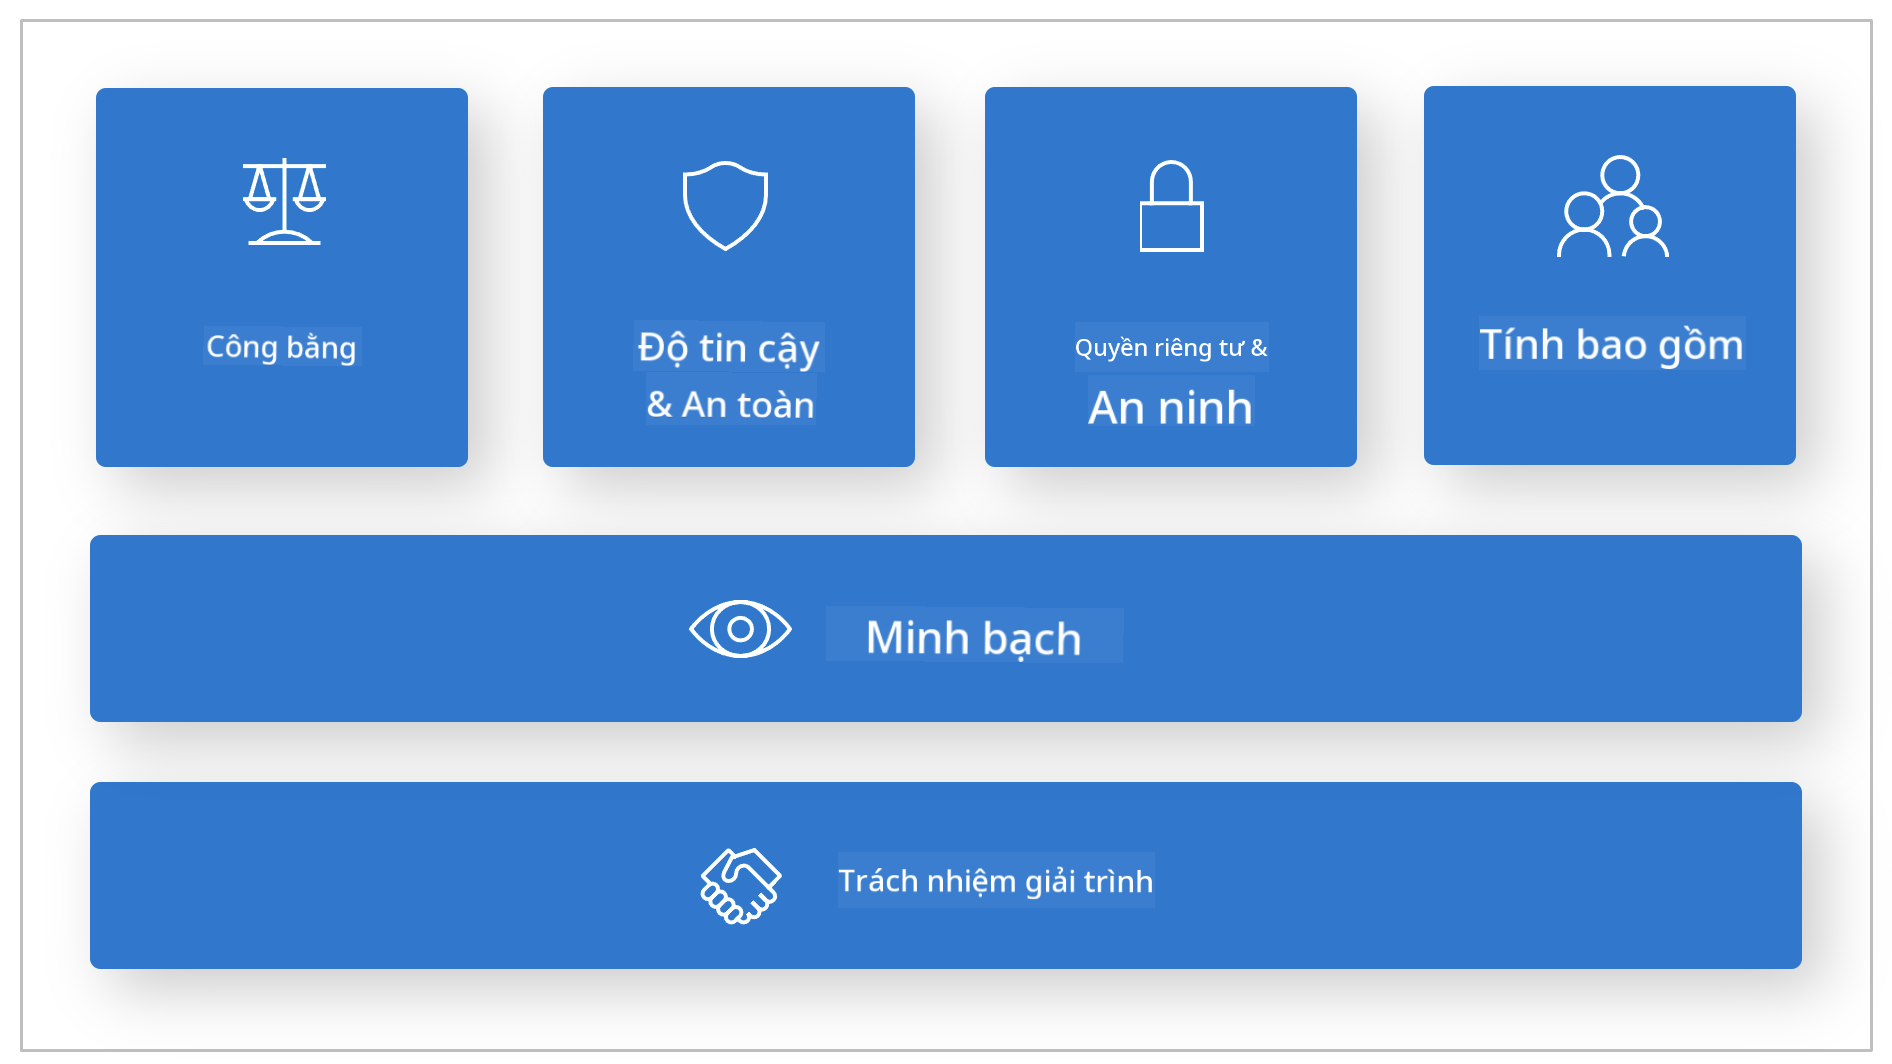 Công bằng
Độ tin cậy
& An toàn
Quyền riêng tư &
An ninh
Tính bao gồm
Minh bạch
Trách nhiệm giải trình